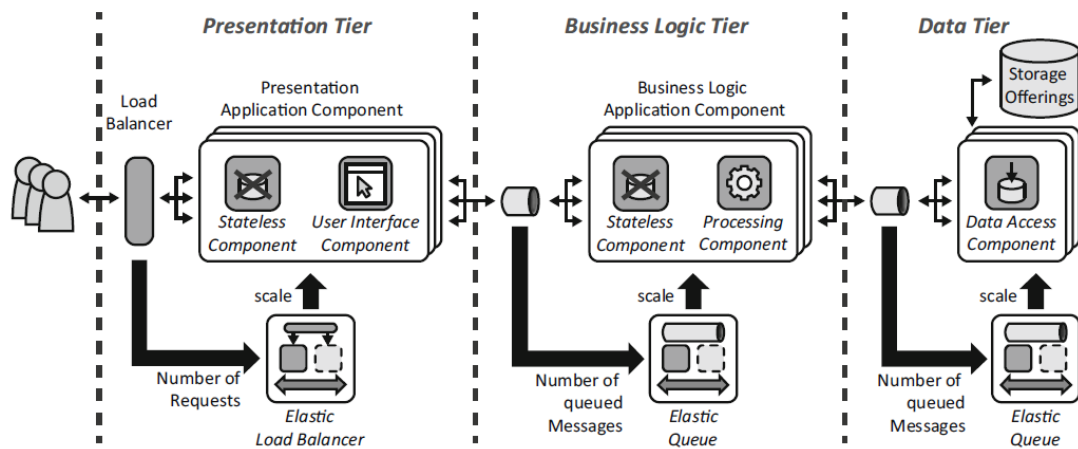 Presentation Tier
Business Logic Tier
Data Tier
Load
Balancer
Presentation
Application Component
Stateless
Component
User Interface
Component
Business Logic
Application Component
Stateless
Component
Processing
Component
Storage
Offerings
Data Access
Component
scale
scale
scale
Number of
Requests
Elastic
Load Balancer
Number of
queued
Messages
Elastic
Queue
Number of
queued
Messages
Elastic
Queue